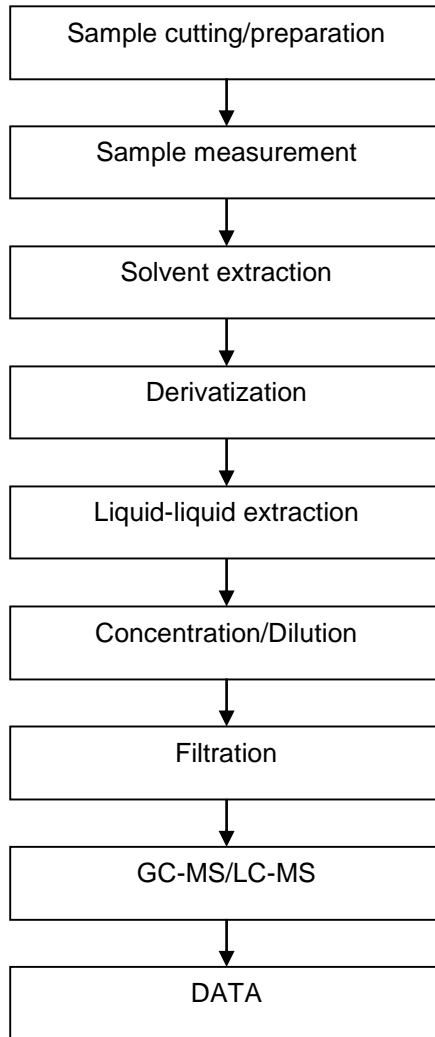 Sample cutting/preparation
Sample measurement
Solvent extraction
Derivatization
Liquid-liquid extraction
Concentration/Dilution
Filtration
GC-MS/LC-MS
DATA